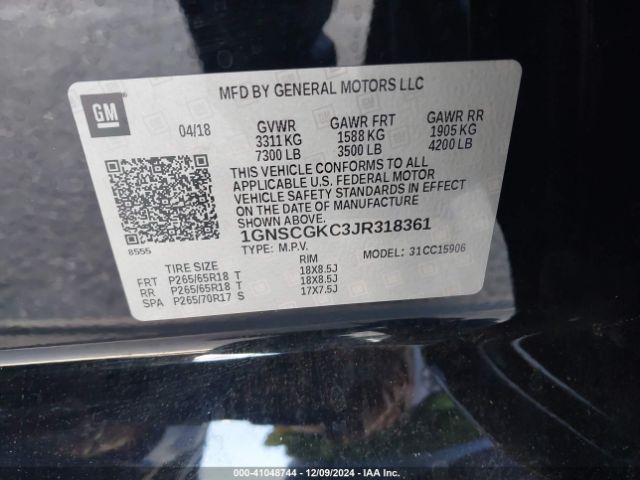 MFD BY GENERAL MOTORS LLC
GM
04/18 GVWR GAWR FRT GAWR RR
3311 KG 1588 KG 1905 KG
7300 LB 3500 LB 4200 LB
THIS VEHICLE CONFORMS TO ALL
APPLICABLE U.S. FEDERAL MOTOR
VEHICLE SAFETY STANDARDS IN EFFECT
ON THE DATE OF MANUFACTURE
SHOWN ABOVE.
1GNSCGKC3JR318361
8555
TYPE: M.P.V. MODEL: 31CC15906
TIRE SIZE RIM
FRT P265/65R18 T 18X8.5J
RR P265/65R18 T 18X8.5J
SPA P265/70R17 S 17X7.5J
000-41048744 / 12/09/2024 - IAA Inc.